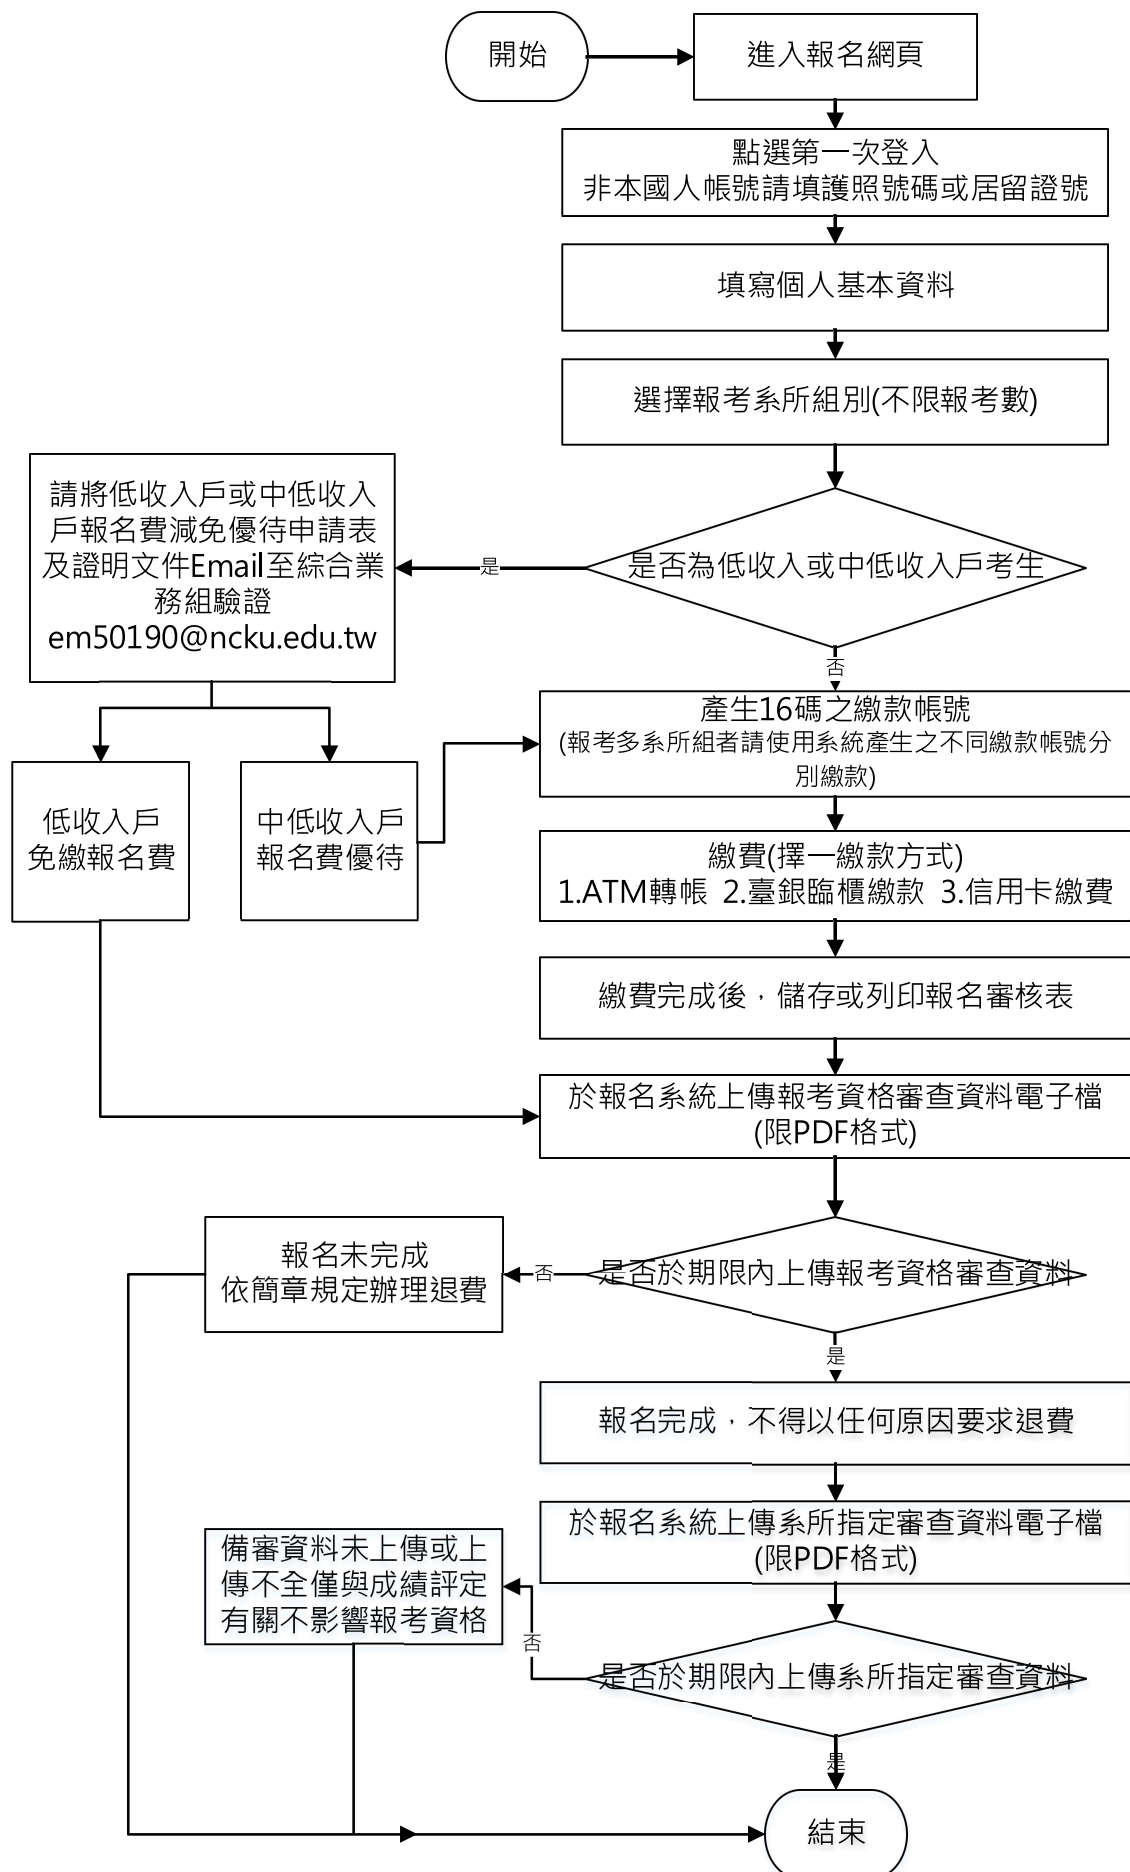 開始
進入報名網頁
點選第一次登入
非本國人帳號請填護照號碼或居留證號
填寫個人基本資料
選擇報考系所組別(不限報考數)
是否為低收入或中低收入戶考生
是
請將低收入戶或中低收入
戶報名費減免優待申請表
及證明文件Email至綜合業
務組驗證
em50190@ncku.edu.tw
否
低收入戶
免繳報名費
中低收入戶
報名費優待
產生16碼之繳款帳號
(報考多系所組者請使用系統產生之不同繳款帳號分
別繳款)
繳費(擇一繳款方式)
1.ATM轉帳 2.臺銀臨櫃繳款 3.信用卡繳費
繳費完成後，儲存或列印報名審核表
於報名系統上傳報考資格審查資料電子檔
(限PDF格式)
是否於期限內上傳報考資格審查資料
否
報名未完成
依簡章規定辦理退費
是
報名完成，不得以任何原因要求退費
於報名系統上傳系所指定審查資料電子檔
(限PDF格式)
是否於期限內上傳系所指定審查資料
否
備審資料未上傳或上
傳不全僅與成績評定
有關不影響報考資格
是
結束